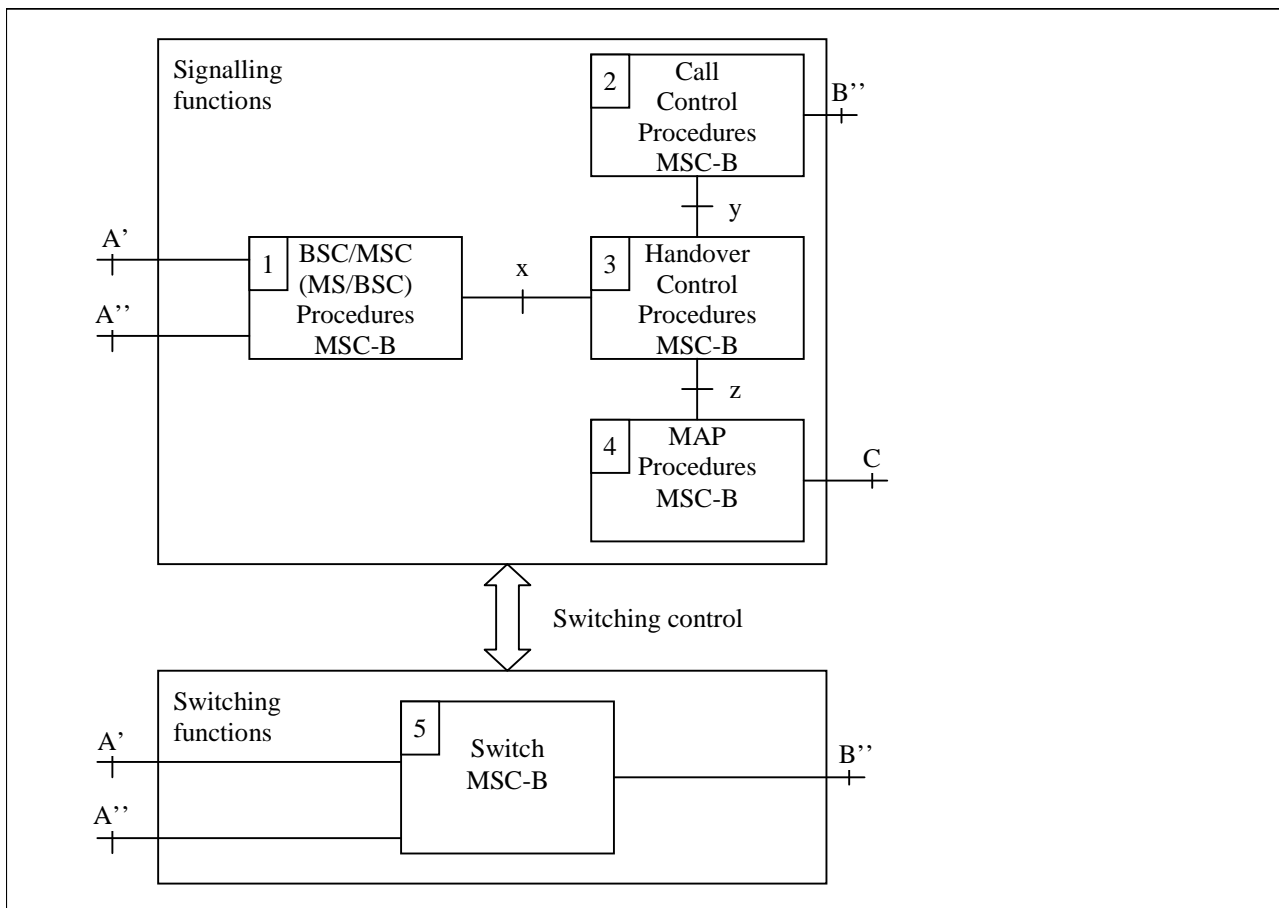 Signalling
functions
2
Call
Control
Procedures
MSC-B
B’’
y
A’
A’’
1
BSC/MSC
(MS/BSC)
Procedures
MSC-B
x
3
Handover
Control
Procedures
MSC-B
z
4
MAP
Procedures
MSC-B
C
Switching control
Switching
functions
A’
A’’
5
Switch
MSC-B
B’’